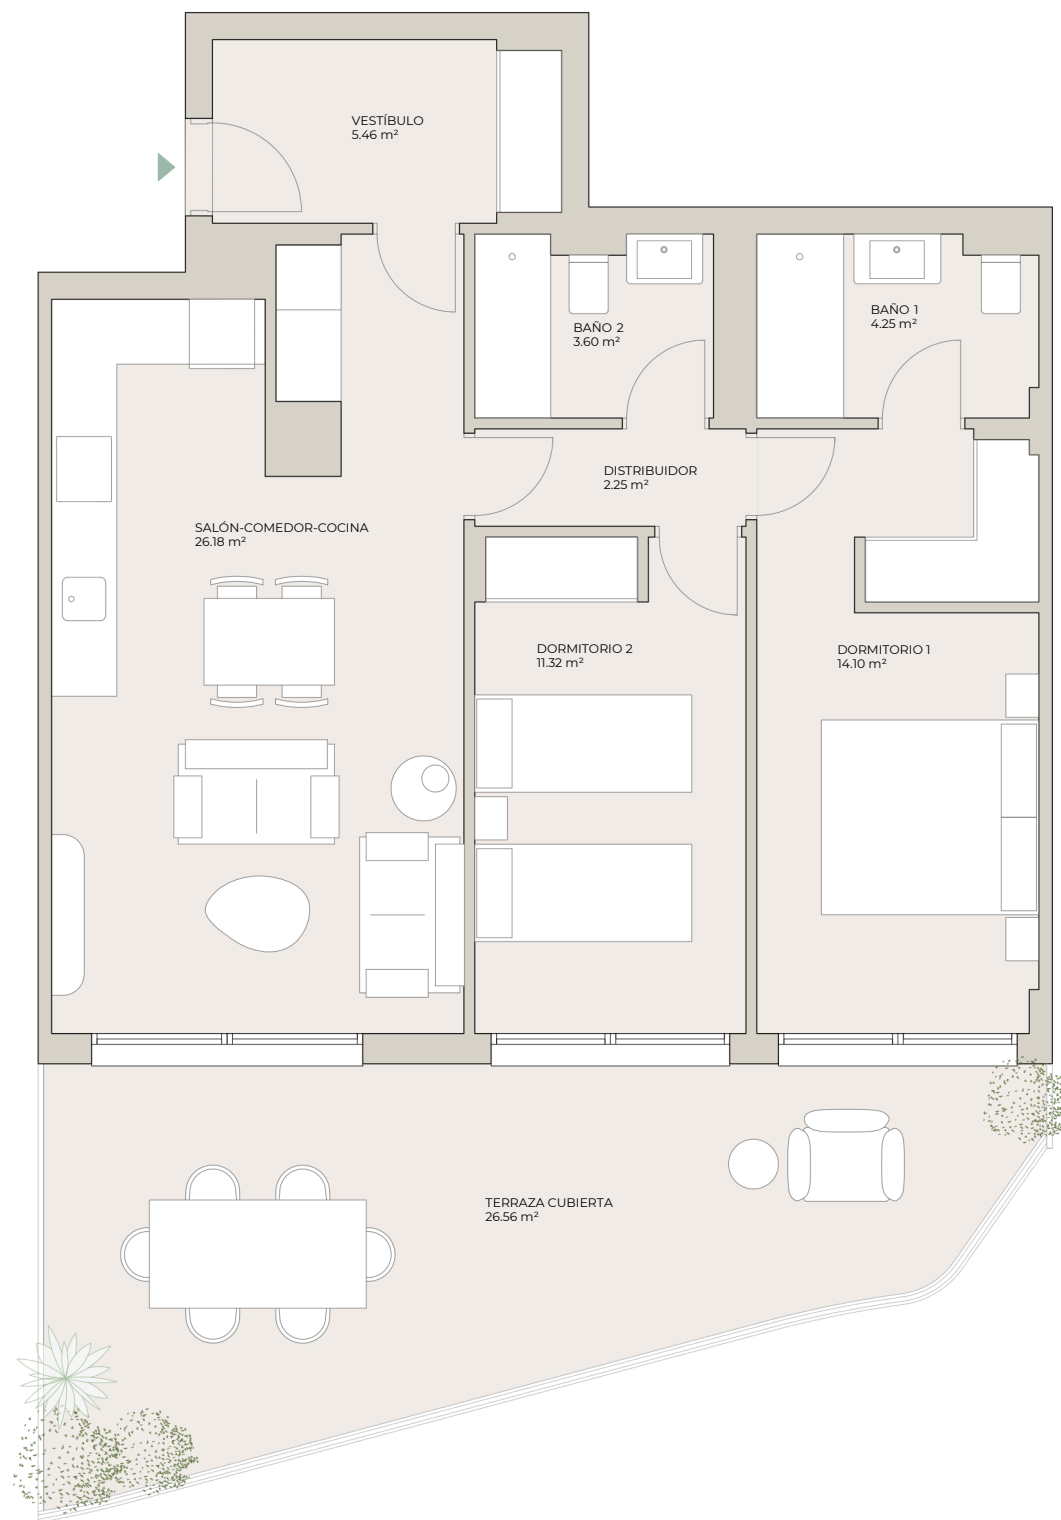 VESTÍBULO
5.46 m²
BAÑO 1
4.25 m²
BAÑO 2
3.60 m²
DISTRIBUIDOR
2.25 m²
SALÓN-COMEDOR-COCINA
26.18 m²
DORMITORIO 2
11.32 m²
DORMITORIO 1
14.10 m²
TERRAZA CUBIERTA
26.56 m²